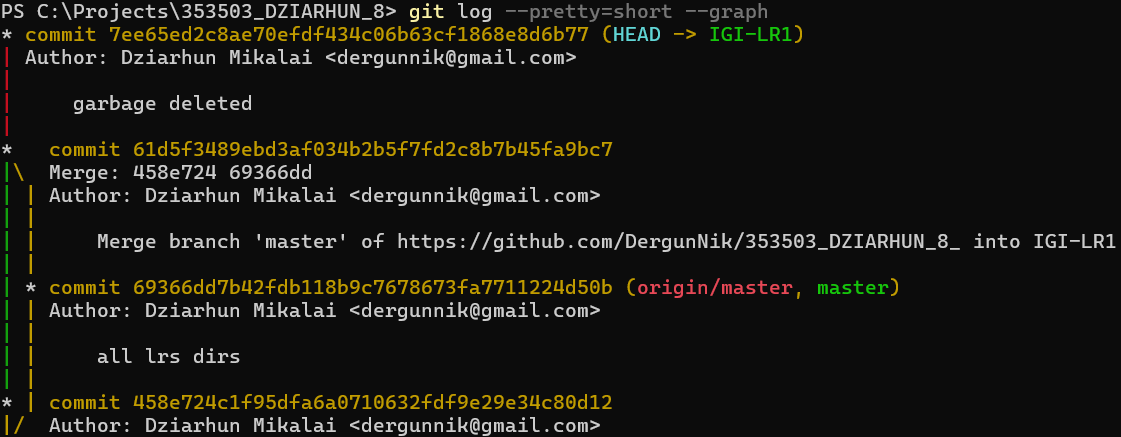 PS C:\Projects\353503_DZIARHUN_8> git log --pretty=short --graph
* commit 7ee65ed2c8ae70efdf434c06b63cf1868e8d6b77 (HEAD -> IGI-LR1)
| Author: Dziarhun Mikalai <dergunnik@gmail.com>
|
|     garbage deleted
|
*   commit 61d5f3489ebd3af034b2b5f7fd2c8b7b45fa9bc7
|\  Merge: 458e724 69366dd
| | Author: Dziarhun Mikalai <dergunnik@gmail.com>
| |
| |     Merge branch 'master' of https://github.com/DergunNik/353503_DZIARHUN_8_ into IGI-LR1
| |
| * commit 69366dd7b42fdb118b9c7678673fa7711224d50b (origin/master, master)
| | Author: Dziarhun Mikalai <dergunnik@gmail.com>
| |
| |     all lrs dirs
| |
* | commit 458e724c1f95dfa6a0710632fdf9e29e34c80d12
|/  Author: Dziarhun Mikalai <dergunnik@gmail.com>